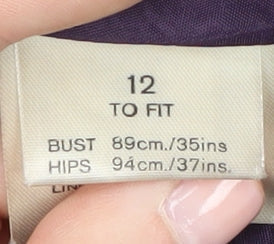 12
TO FIT
BUST 89cm./35ins
HIPS 94cm./37ins.